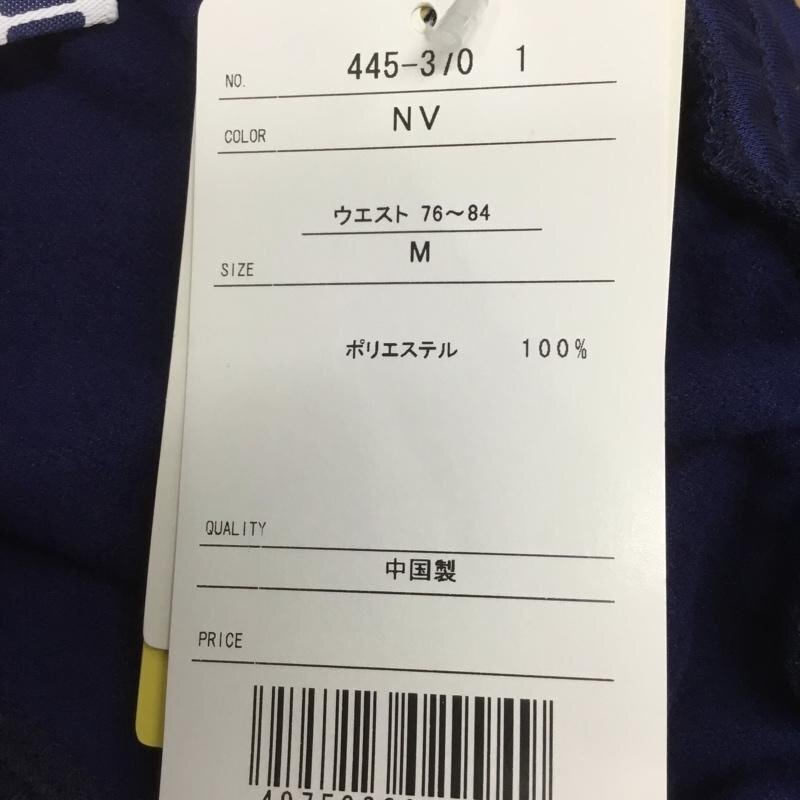 NO. 445-370 1
COLOR NV
ウエスト 76～84
SIZE M
ポリエステル 100%
QUALITY
中国製
PRICE